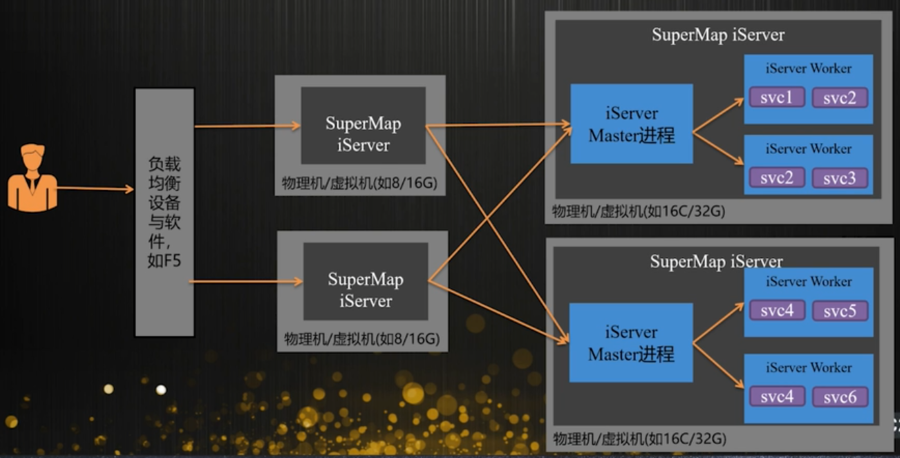 负载
均衡
设备
与软
件，
如F5
SuperMap
iServer
物理机/虚拟机(如8/16G)
SuperMap
iServer
物理机/虚拟机(如8/16G)
SuperMap iServer
iServer
Master进程
iServer Worker
svc1 svc2
iServer Worker
svc2 svc3
物理机/虚拟机(如16C/32G)
SuperMap iServer
iServer
Master进程
iServer Worker
svc4 svc5
iServer Worker
svc4 svc6
物理机/虚拟机(如16C/32G)